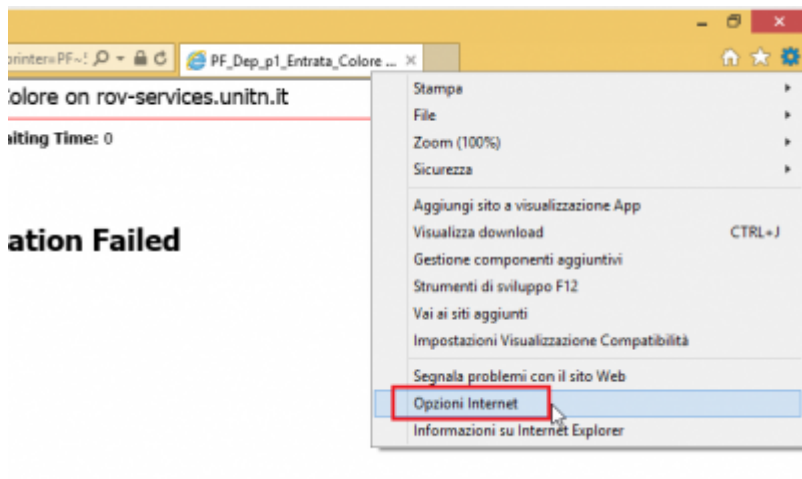 printer=PF~!
PF_Dep_p1_Entrata_Colore ...
Colore on rov-services.unitn.it
aiting Time: 0
ation Failed
Stampa
File
Zoom (100%)
Sicurezza
Aggiungi sito a visualizzazione App
Visualizza download CTRL+J
Gestione componenti aggiuntivi
Strumenti di sviluppo F12
Vai ai siti aggiunti
Impostazioni Visualizzazione Compatibilità
Segnala problemi con il sito Web
Opzioni Internet
Informazioni su Internet Explorer